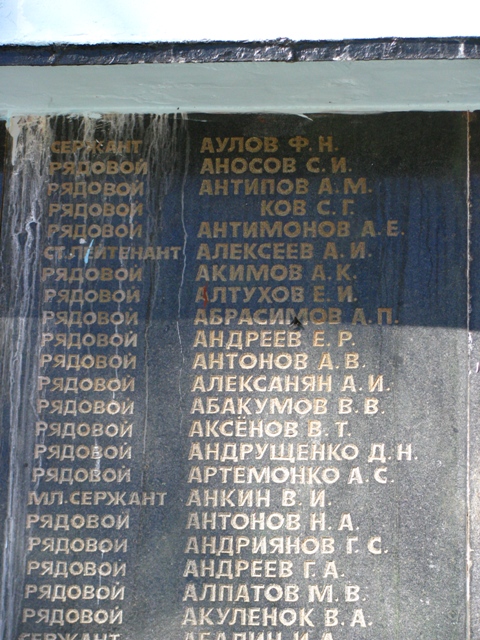 СЕРЖАНТ АУЛОВ Ф. Н.
РЯДОВОЙ АНОСОВ С. И.
РЯДОВОЙ АНТИПОВ А. М.
РЯДОВОЙ КОВ С. Г.
РЯДОВОЙ АНТИМОНОВ А. Е.
СТ. ЛЕЙТЕНАНТ АЛЕКСЕЕВ А. И.
РЯДОВОЙ АКИМОВ А. К.
РЯДОВОЙ АЛТУХОВ Е. И.
РЯДОВОЙ АБРАСИМОВ А. П.
РЯДОВОЙ АНДРЕЕВ Е. Р.
РЯДОВОЙ АНТОНОВ А. В.
РЯДОВОЙ АЛЕКСАНЯН А. И.
РЯДОВОЙ АБАКУМОВ В. В.
РЯДОВОЙ АКСЁНОВ В. Т.
РЯДОВОЙ АНДРУЩЕНКО Д. Н.
РЯДОВОЙ АРТЕМОНКО А. С.
МЛ. СЕРЖАНТ АНКИН В. И.
РЯДОВОЙ АНТОНОВ Н. А.
РЯДОВОЙ АНДРИЯНОВ Г. С.
РЯДОВОЙ АНДРЕЕВ Г. А.
РЯДОВОЙ АЛПАТОВ М. В.
РЯДОВОЙ АКУЛЕНОК В. А.
СЕРЖАНТ